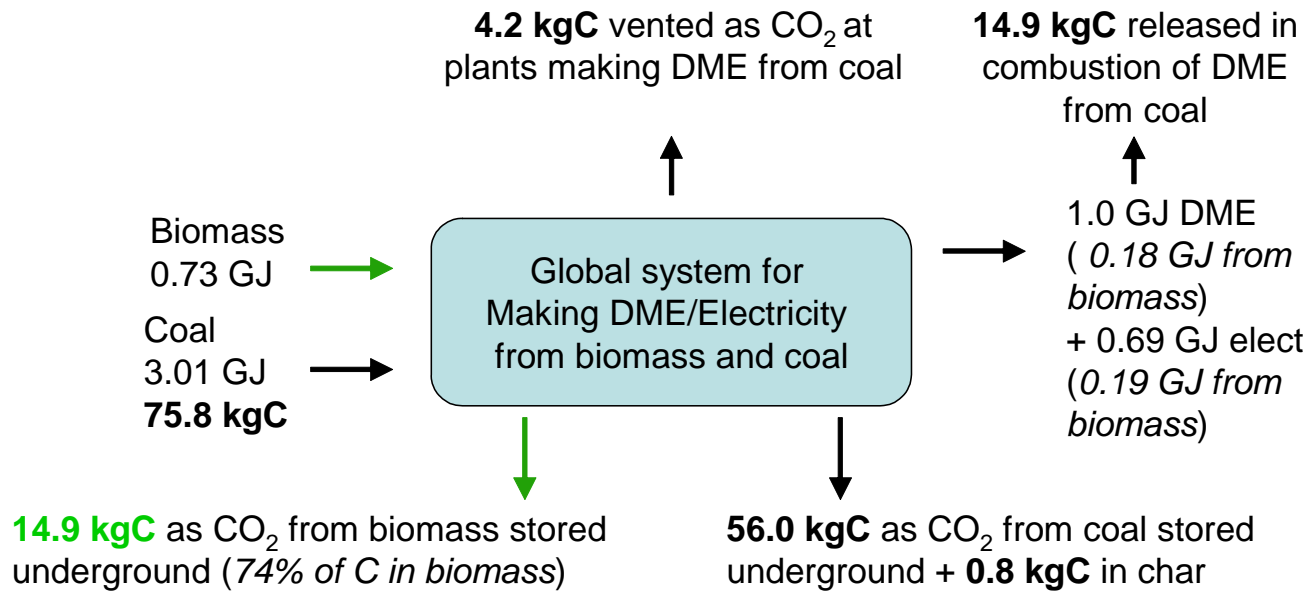 4.2 kgC vented as CO2 at
plants making DME from coal
14.9 kgC released in
combustion of DME
from coal
Biomass
0.73 GJ
Coal
3.01 GJ
75.8 kgC
Global system for
Making DME/Electricity
from biomass and coal
1.0 GJ DME
( 0.18 GJ from
biomass)
+ 0.69 GJ elect
(0.19 GJ from
biomass)
14.9 kgC as CO2 from biomass stored
underground (74% of C in biomass)
56.0 kgC as CO2 from coal stored
underground + 0.8 kgC in char